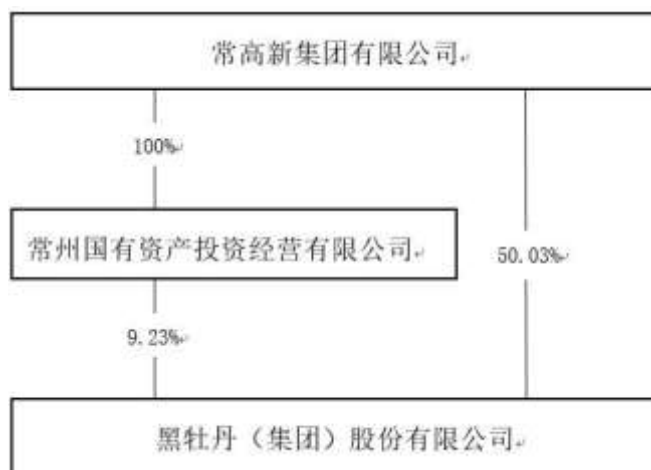 常高新集团有限公司
100%
常州国有资产投资经营有限公司
50.03%
9.23%
黑牡丹（集团）股份有限公司